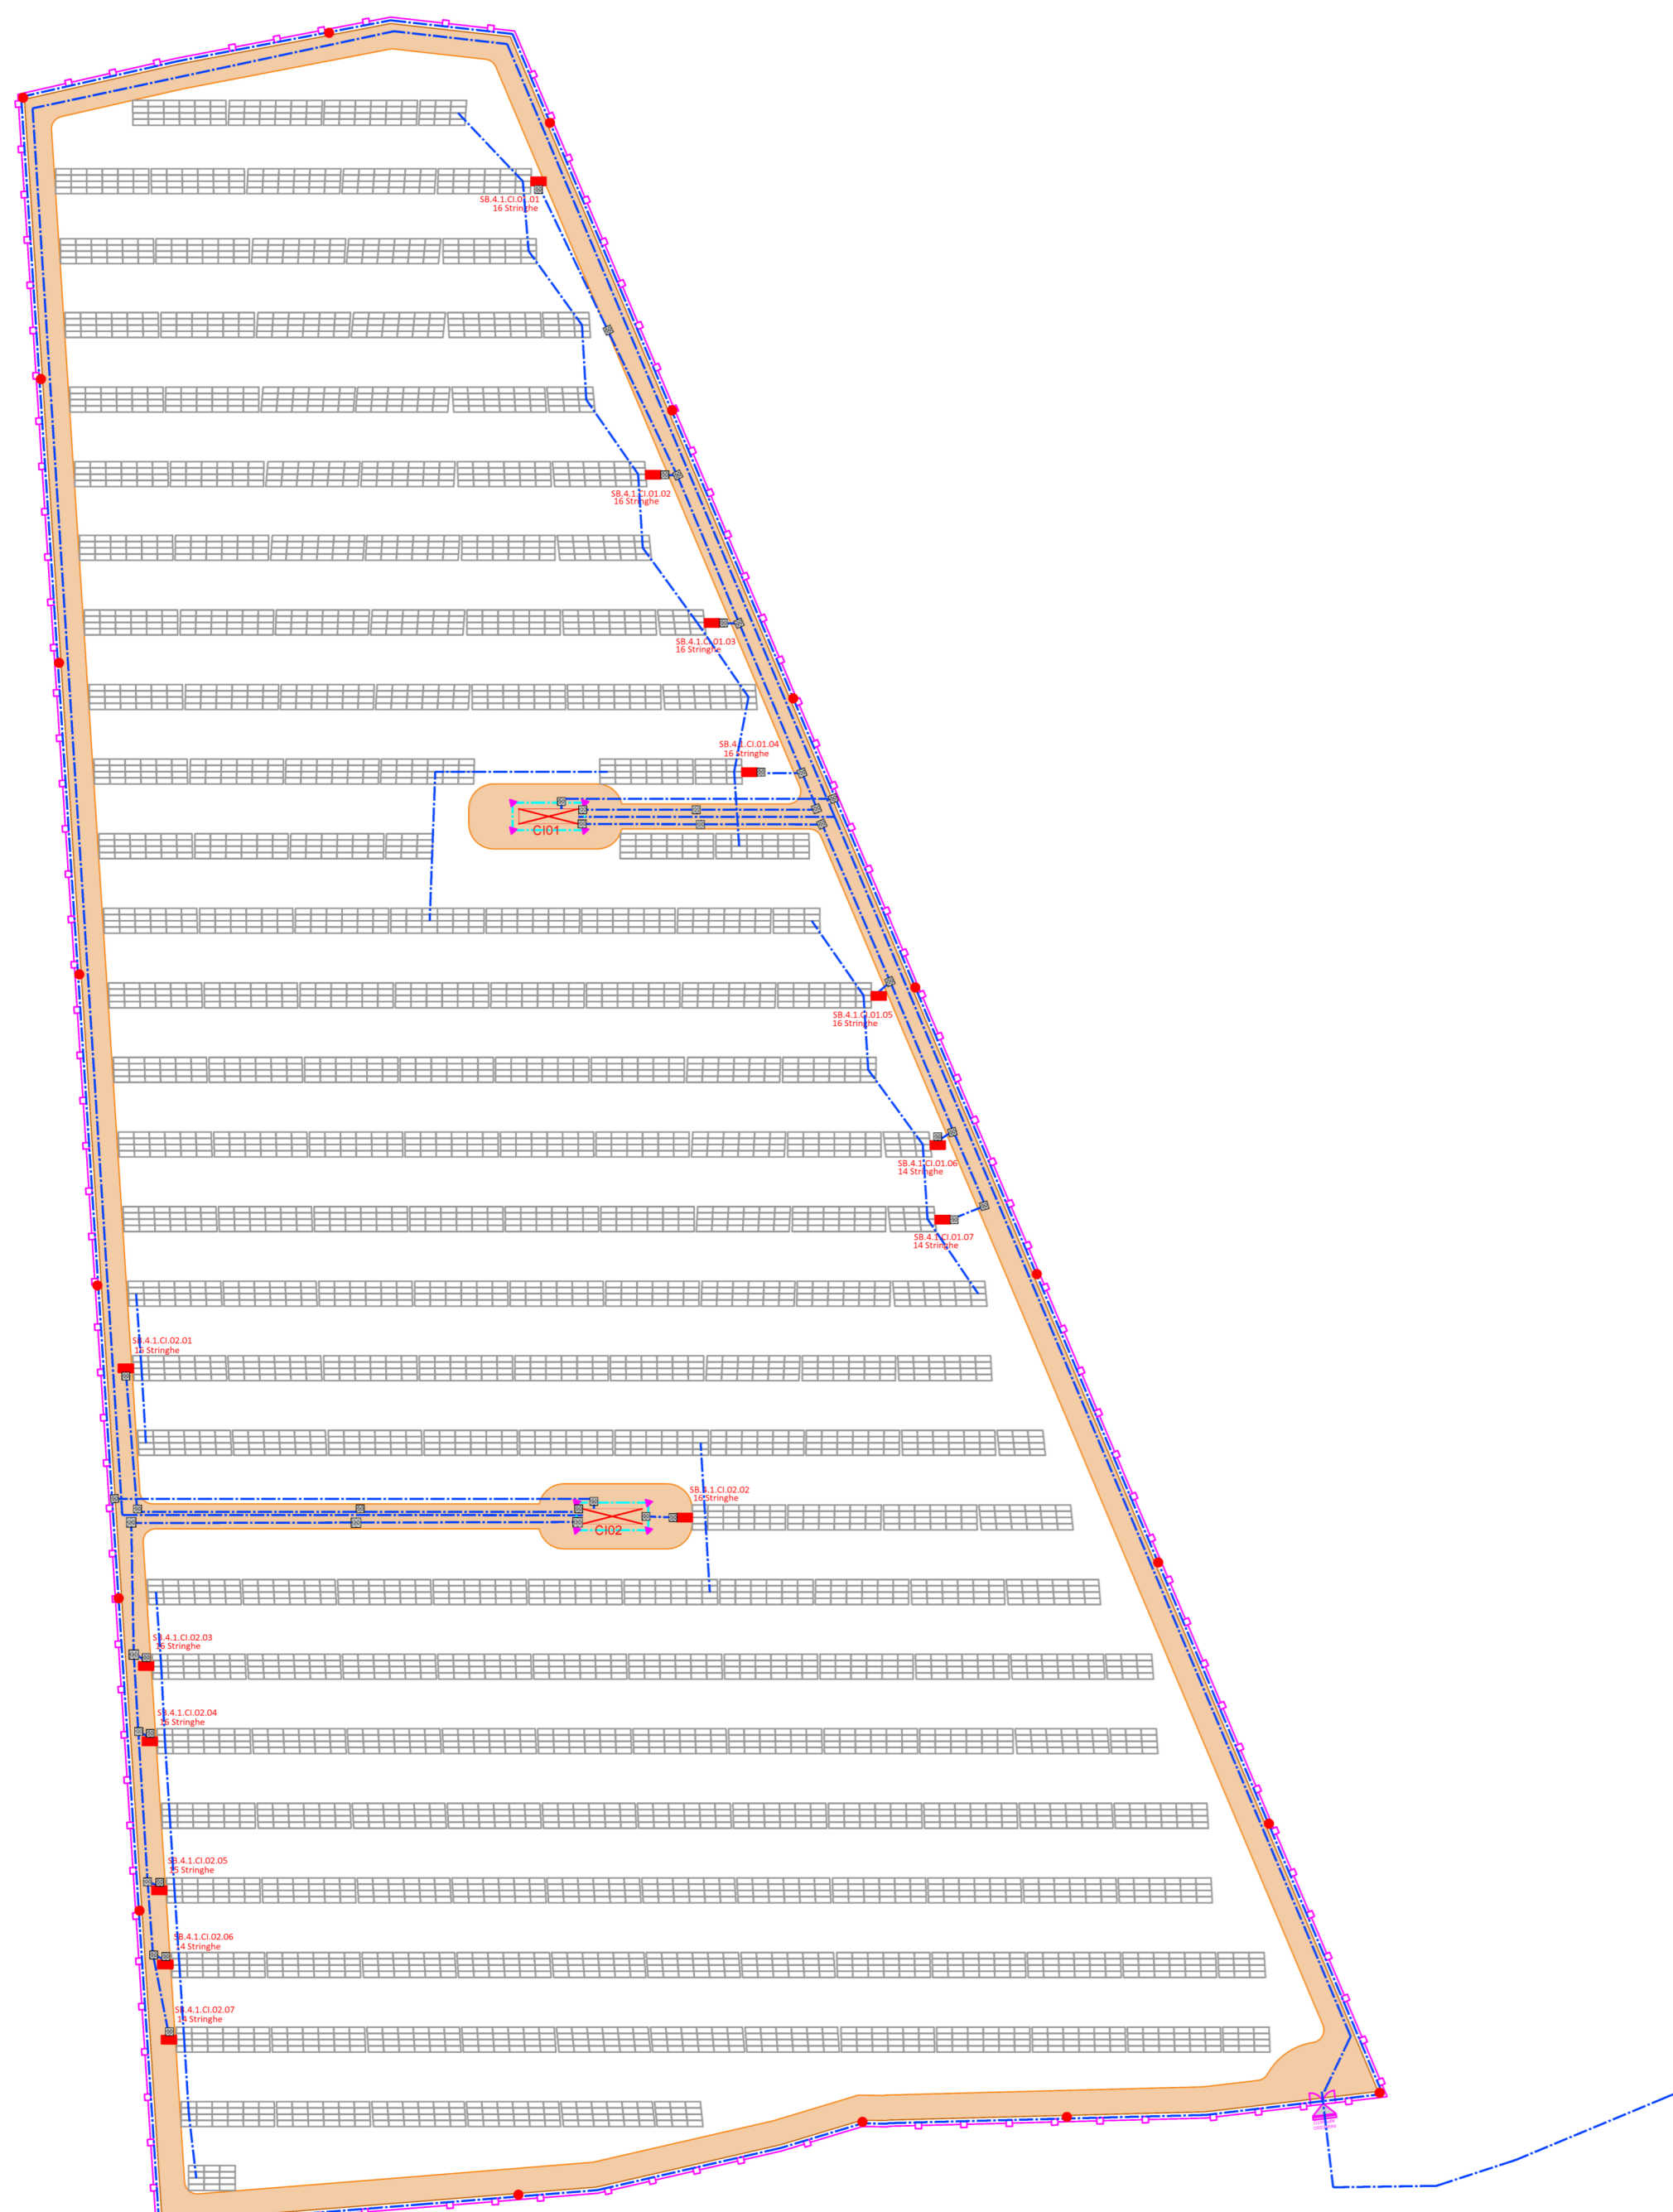 SB.4.1.CI.01.01
16 Stringhe
SB.4.1.CI.01.02
16 Stringhe
SB.4.1.CI.01.03
16 Stringhe
SB.4.1.CI.01.04
16 Stringhe
CI01
SB.4.1.CI.01.05
16 Stringhe
SB.4.1.CI.01.06
14 Stringhe
SB.4.1.CI.01.07
14 Stringhe
SB.4.1.CI.02.01
Stringhe
SB.4.1.CI.02.02
16 Stringhe
CI02
SB.4.1.CI.02.03
16 Stringhe
SB.4.1.CI.02.04
Stringhe
SB.4.1.CI.02.05
Stringhe
SB.4.1.CI.02.06
14 Stringhe
SB.4.1.CI.02.07
14 Stringhe